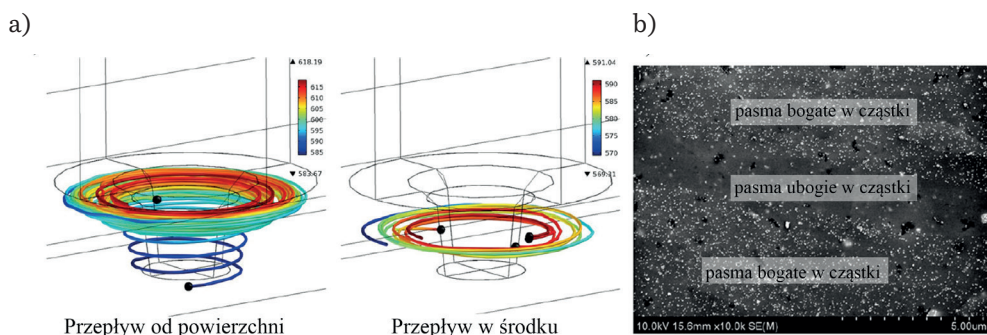 a)
b)
618.19
615
610
605
600
595
590
585
583.67
Przepływ od powierzchni
591.04
590
585
580
575
570
569.31
Przepływ w środku
pasma bogate w cząstki
pasma ubogie w cząstki
pasma bogate w cząstki
10.0kV 15.6mm x10.0k SE(M)
5.00um